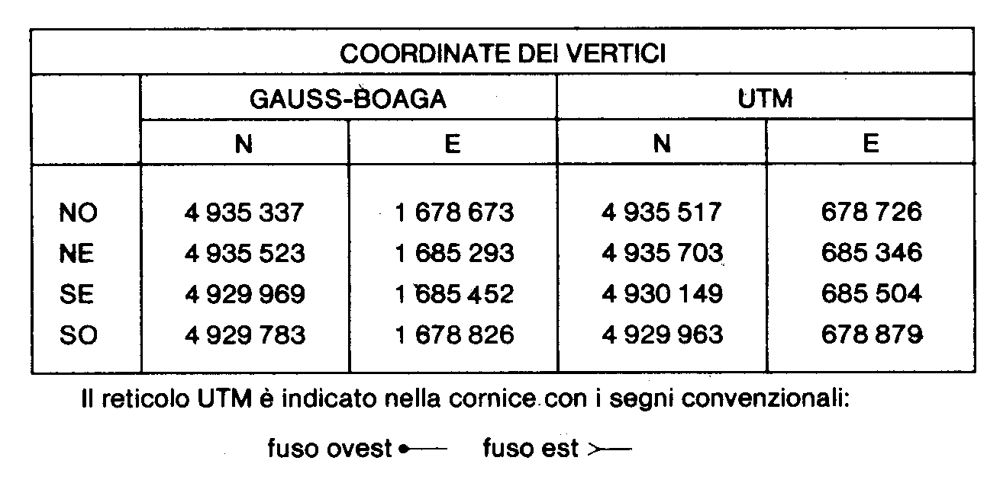 COORDINATE DEI VERTICI
GAUSS-BOAGA UTM
N E N E
NO 4 935 337 1 678 673 4 935 517 678 726
NE 4 935 523 1 685 293 4 935 703 685 346
SE 4 929 969 1 685 452 4 930 149 685 504
SO 4 929 783 1 678 826 4 929 963 678 879
Il reticolo UTM è indicato nella cornice con i segni convenzionali:
fuso ovest fuso est